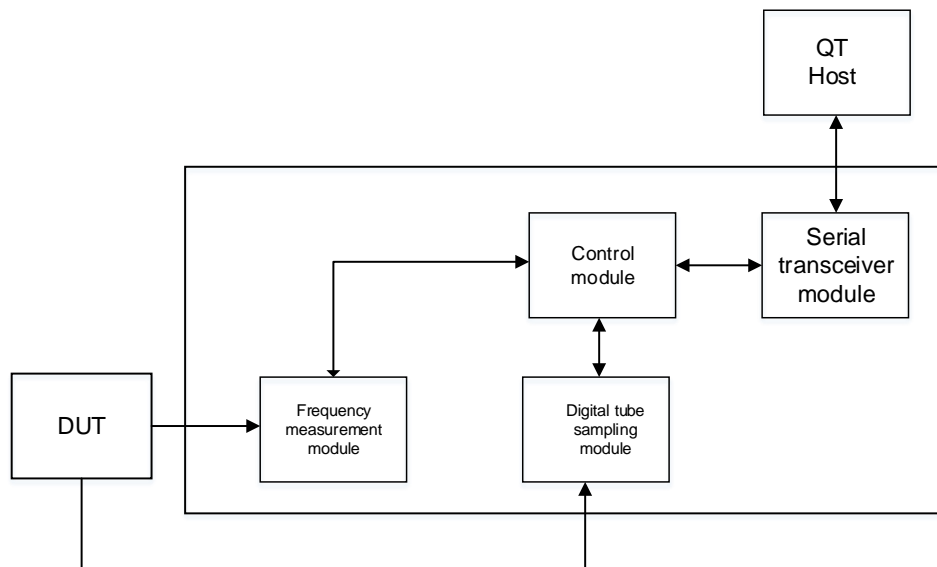 QT
Host
Control
module
Serial
transceiver
module
DUT
Frequency
measurement
module
Digital tube
sampling
module